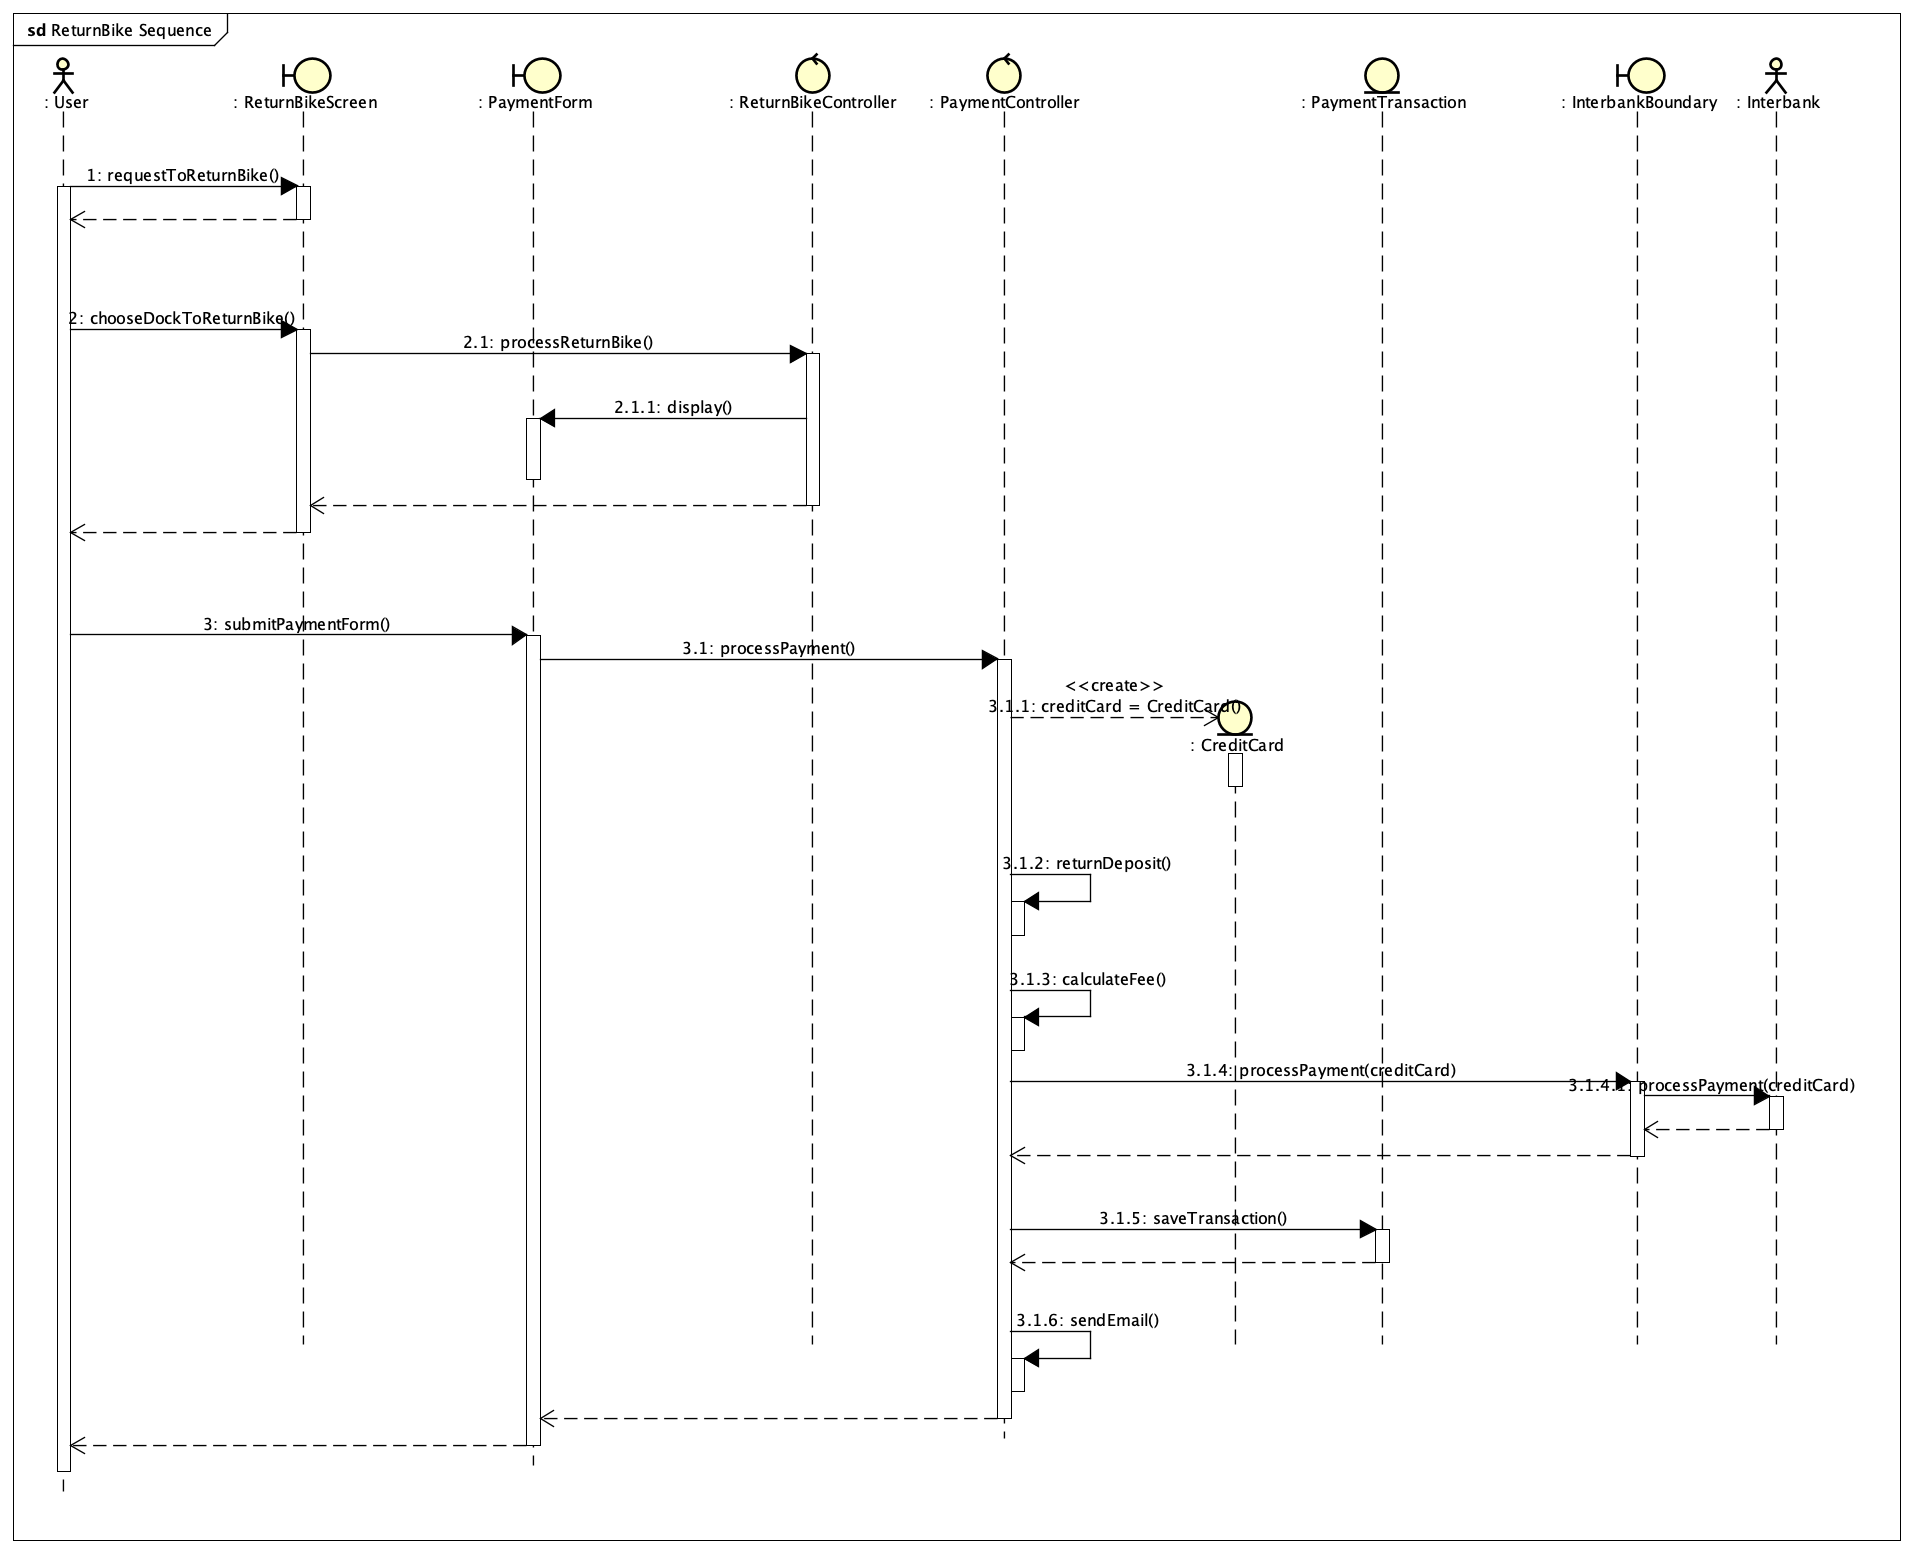 sd ReturnBike Sequence
: User
: ReturnBikeScreen
: PaymentForm
: ReturnBikeController
: PaymentController
: PaymentTransaction
: InterbankBoundary
: Interbank
1: requestToReturnBike()
2: chooseDockToReturnBike()
2.1: processReturnBike()
2.1.1: display()
3: submitPaymentForm()
3.1: processPayment()
<<create>>
3.1.1: creditCard = CreditCard()
: CreditCard
3.1.2: returnDeposit()
3.1.3: calculateFee()
3.1.4: processPayment(creditCard)
3.1.4.1: processPayment(creditCard)
3.1.5: saveTransaction()
3.1.6: sendEmail()